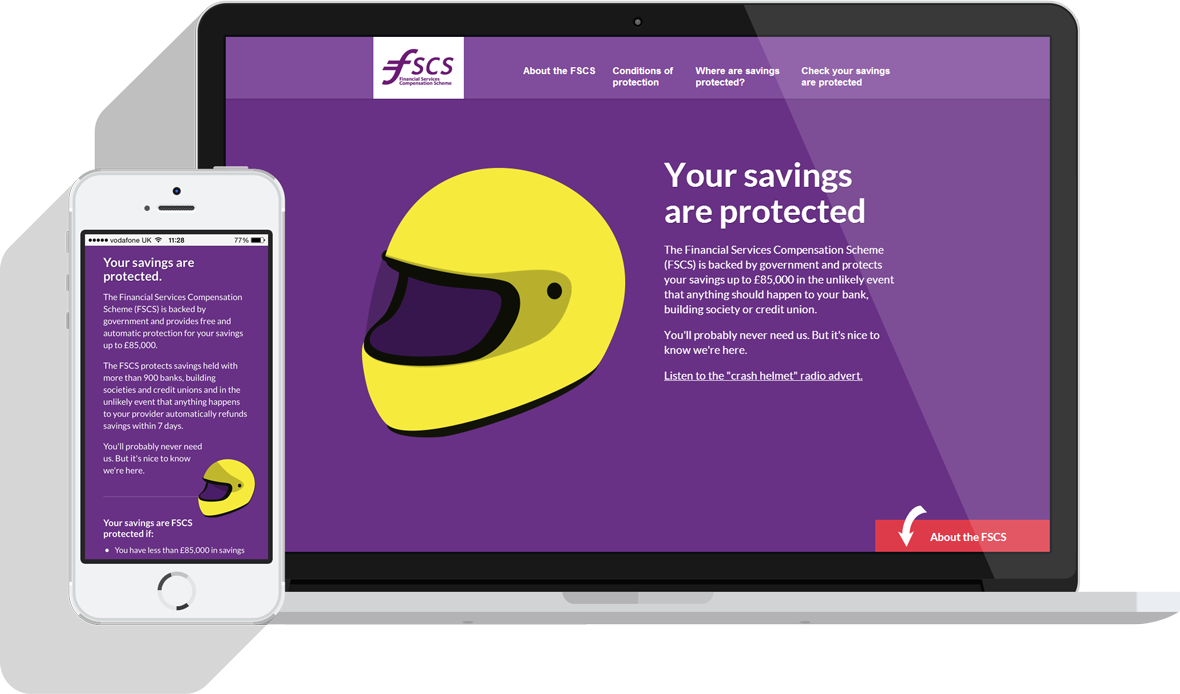 fSCS
Financial Services
Compensation Scheme
About the FSCS
Conditions of
protection
Where are savings
protected?
Check your savings
are protected
Your savings
are protected
The Financial Services Compensation Scheme
(FSCS) is backed by government and protects
your savings up to £85,000 in the unlikely event
that anything should happen to your bank,
building society or credit union.
You'll probably never need us. But it's nice to
know we're here.
Listen to the "crash helmet" radio advert.
About the FSCS
vodafone UK 11:28 77%
Your savings are
protected.
The Financial Services Compensation
Scheme (FSCS) is backed by
government and provides free and
automatic protection for your savings
up to £85,000.
The FSCS protects savings held with
more than 900 banks, building
societies and credit unions and in the
unlikely event that anything happens
to your provider automatically refunds
savings within 7 days.
You'll probably never need
us. But it's nice to know
we're here.
Your savings are FSCS
protected if:
• You have less than £85,000 in savings